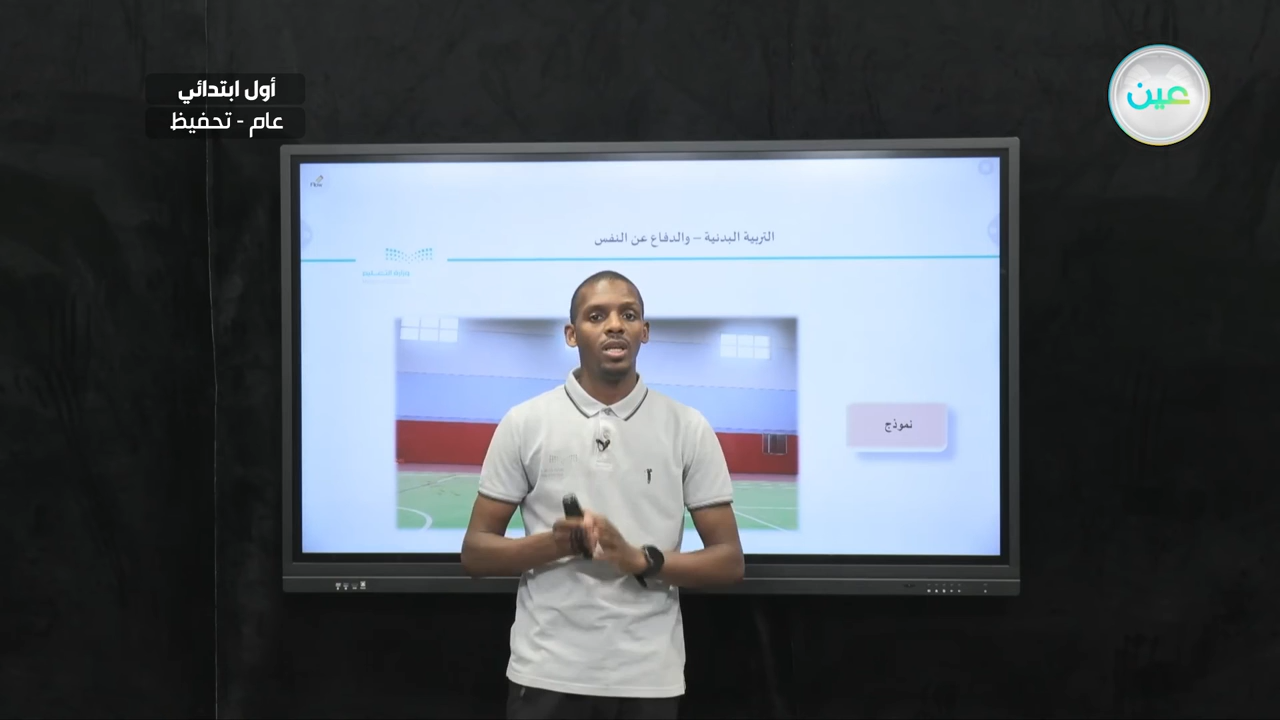 أول ابتدائي
عام - تحفيظ
عين
التربية البدنية – والدفاع عن النفس
نموذج